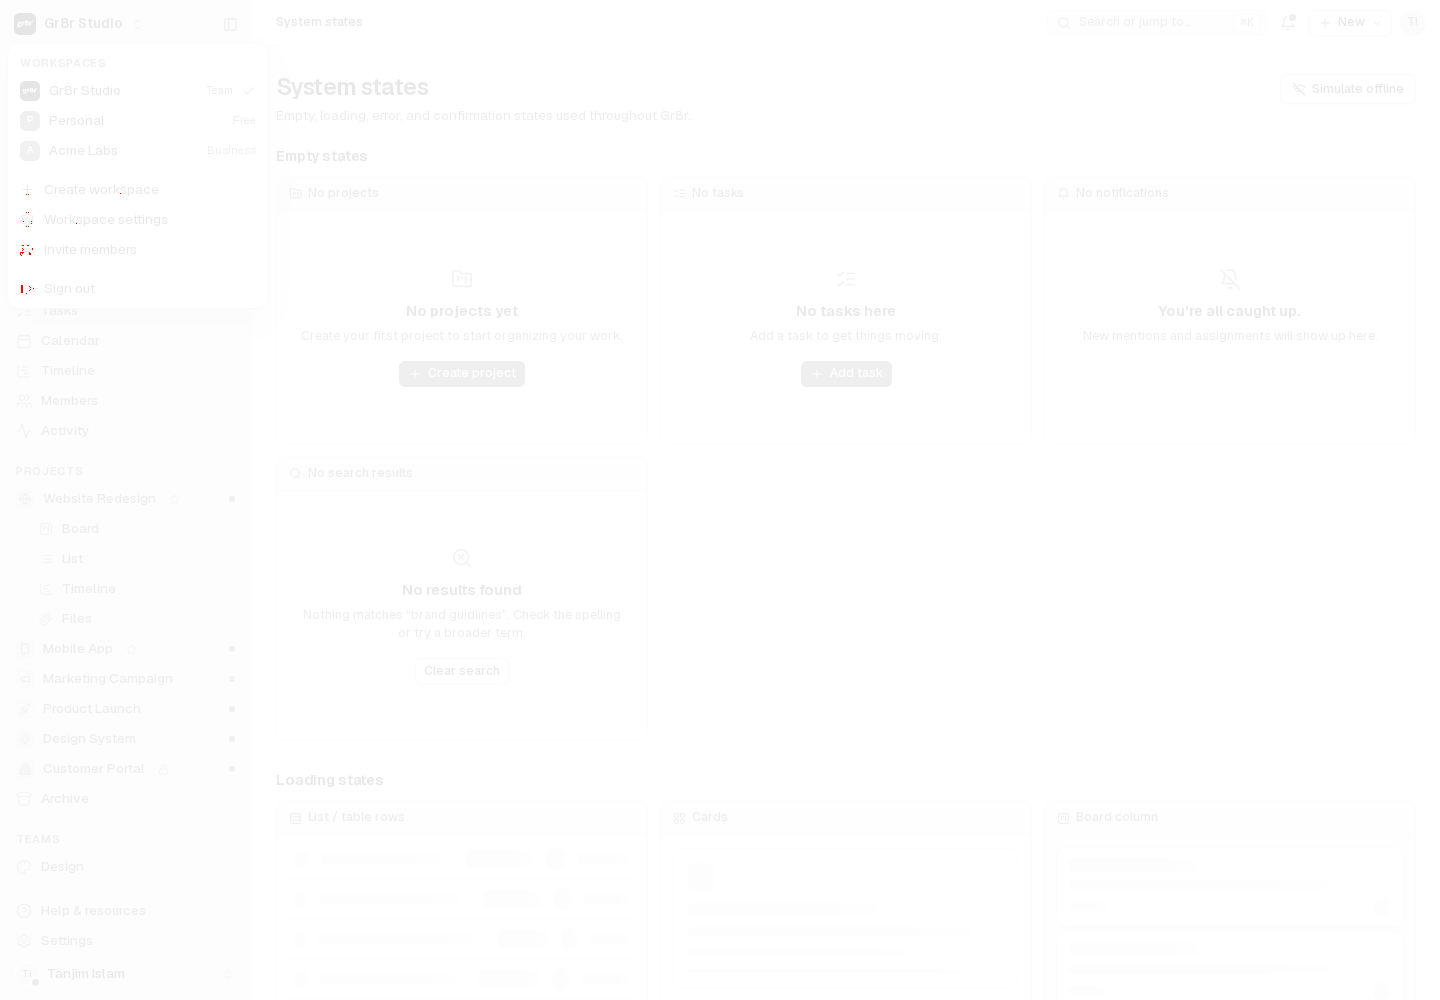 Gr8r Studio
System states
Search or jump to...
⌘K
New
TI
WORKSPACES
gr8r
Gr8r Studio
Team
P
Personal
Free
A
Acme Labs
Business
Create workspace
Workspace settings
Invite members
Sign out
Tasks
Calendar
Timeline
Members
Activity
PROJECTS
Website Redesign
Board
List
Timeline
Files
Mobile App
Marketing Campaign
Product Launch
Design System
Customer Portal
Archive
TEAMS
Design
Help & resources
Settings
TI
Tanjim Islam
System states
Simulate offline
Empty, loading, error, and confirmation states used throughout Gr8r.
Empty states
No projects
No projects yet
Create your first project to start organizing your work.
Create project
No tasks
No tasks here
Add a task to get things moving.
Add task
No notifications
You're all caught up.
New mentions and assignments will show up here.
No search results
No results found
Nothing matches "brand guidlines". Check the spelling
or try a broader term.
Clear search
Loading states
List / table rows
Cards
Board column